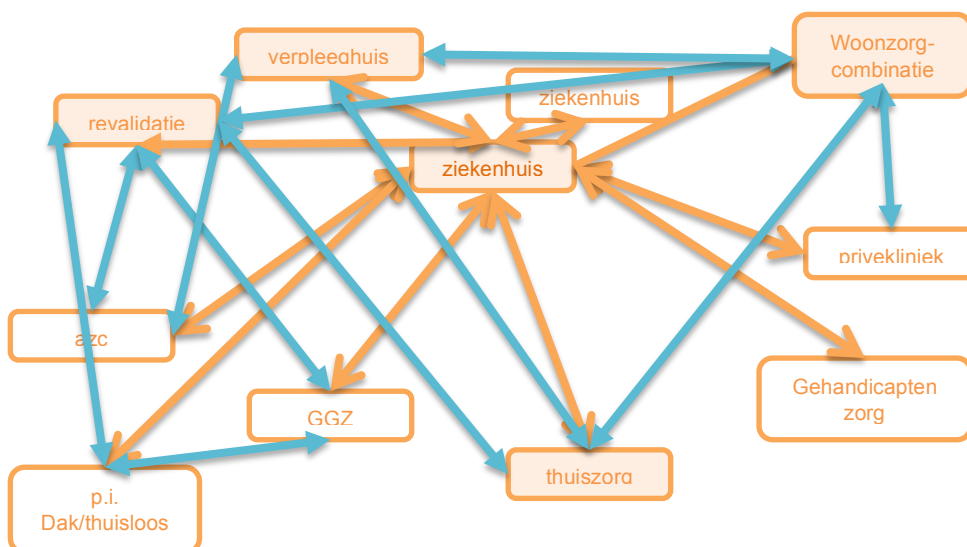 verpleeghuis
Woonzorg-
combinatie
ziekenhuis
revalidatie
ziekenhuis
privekliniek
azc
Gehandicapten
zorg
GGZ
thuiszorg
p.i.
Dak/thuisloos